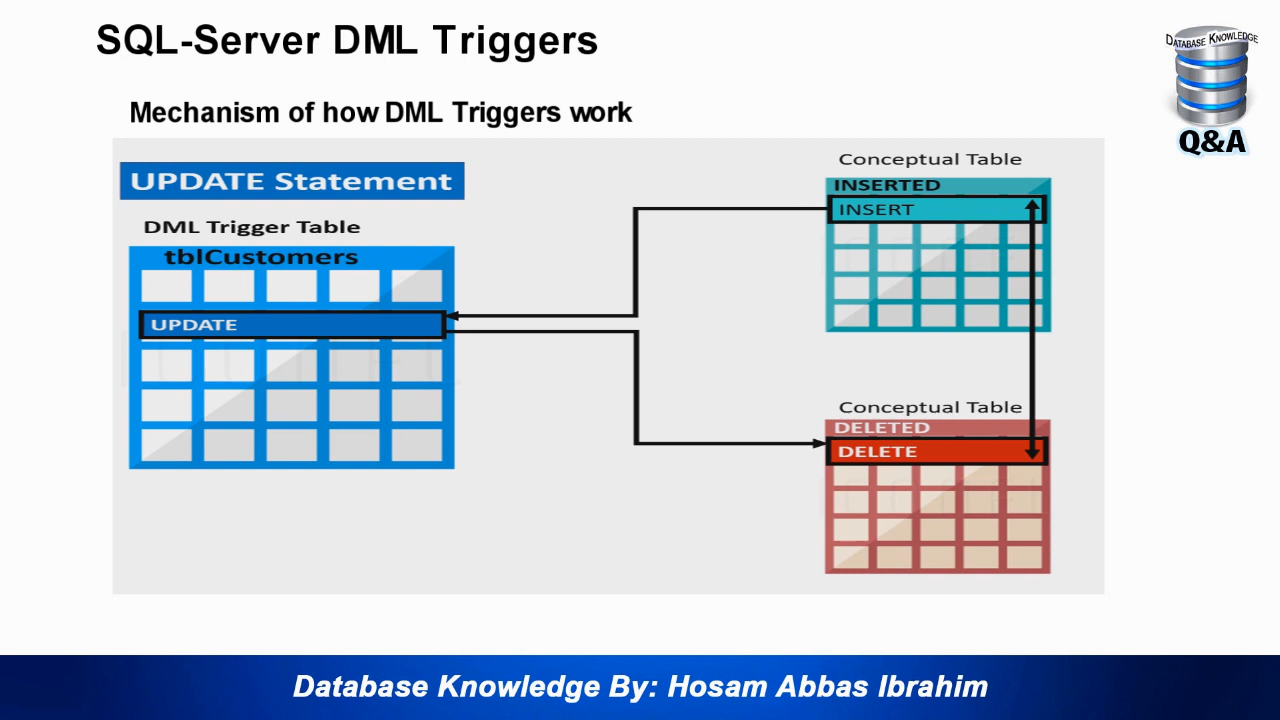 SQL-Server DML Triggers
DATABASE KNOWLEDGE
Q&A
Mechanism of how DML Triggers work
UPDATE Statement
DML Trigger Table
tblCustomers
UPDATE
Conceptual Table
INSERTED
INSERT
Conceptual Table
DELETED
DELETE
Database Knowledge By: Hosam Abbas Ibrahim